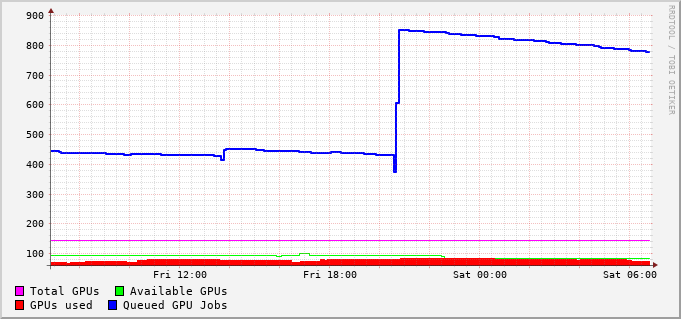 900
800
700
600
500
400
300
200
100
Fri 12:00 Fri 18:00 Sat 00:00 Sat 06:00
Total GPUs Available GPUs
GPUs used Queued GPU Jobs
RRDTOOL / TOBI OETIKER